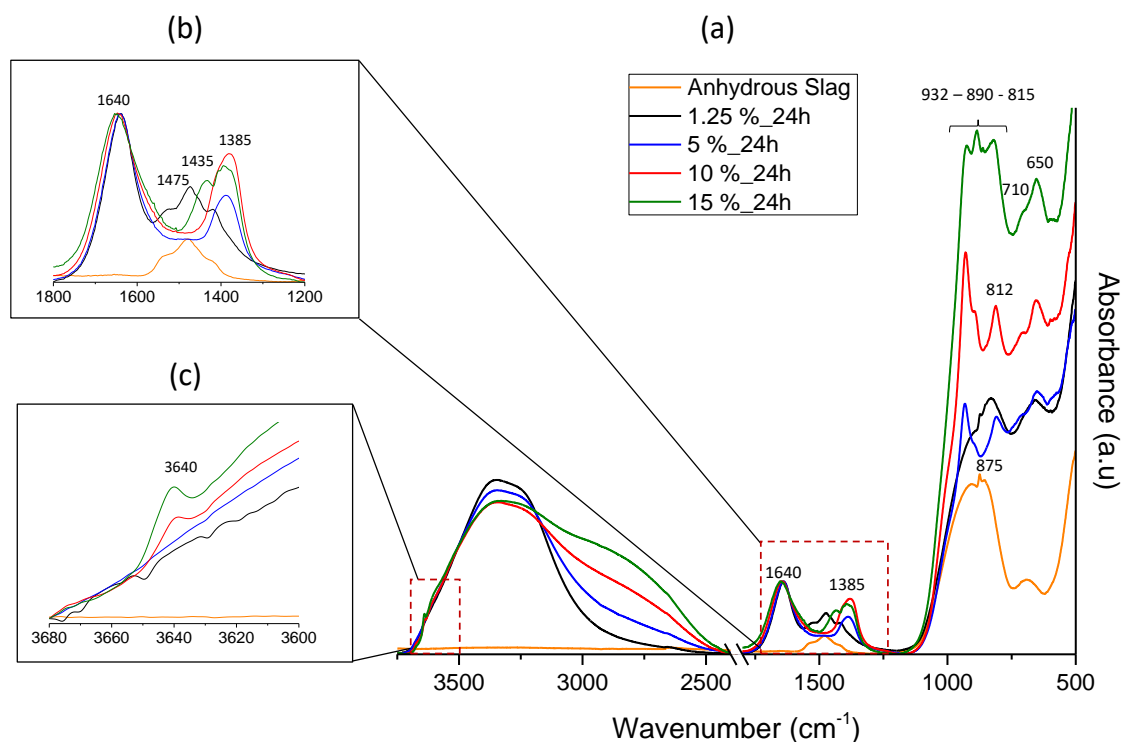 (b)
(a)
Anhydrous Slag
1.25 %_24h
5 %_24h
10 %_24h
15 %_24h
932 – 890 - 815
1640
1385
1435
1475
1800 1600 1400 1200
710
650
812
875
(c)
3640
3680 3660 3640 3620 3600
1640
1385
3500 3000 2500 1500 1000 500
Wavenumber (cm-1)
Absorbance (a.u)